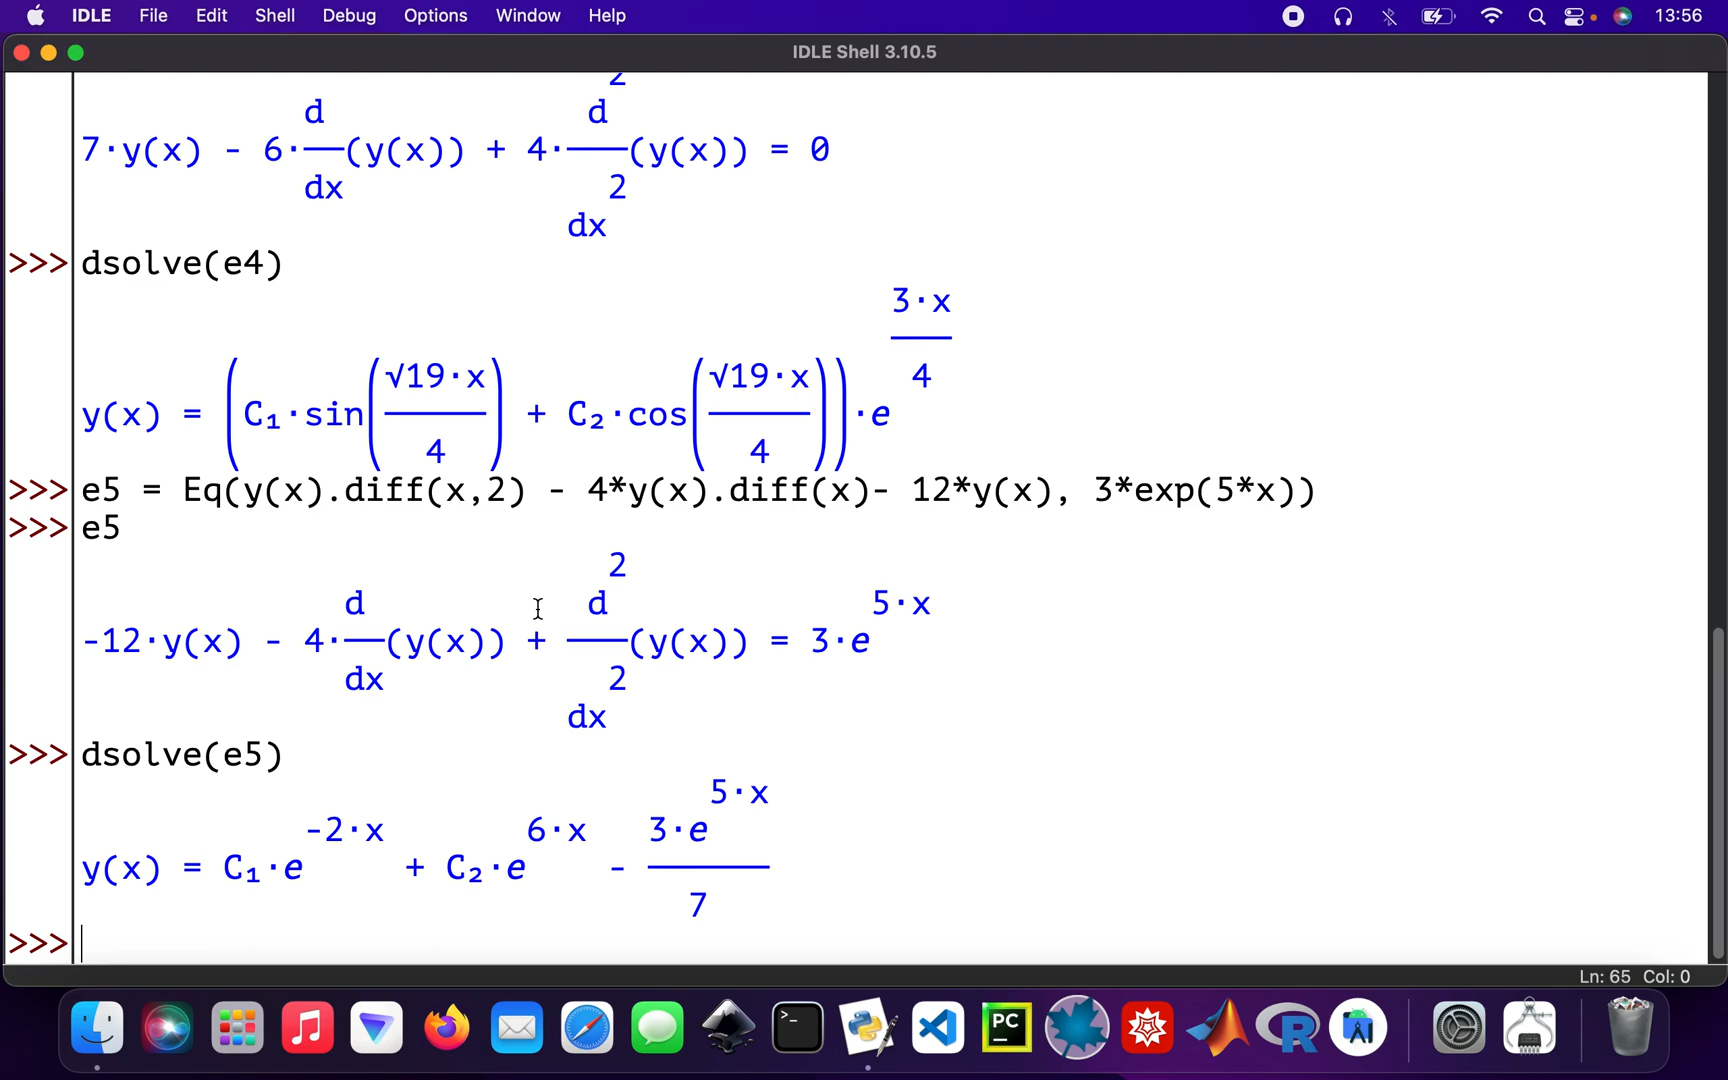 IDLE File Edit Shell Debug Options Window Help 13:56
IDLE Shell 3.10.5
2
d d
7·y(x) - 6·──(y(x)) + 4·───(y(x)) = 0
dx 2
dx
>>> dsolve(e4)
3·x
───
√19·x √19·x 4
y(x) = (C₁·sin(─────) + C₂·cos(─────))·e
4 4
>>> e5 = Eq(y(x).diff(x,2) - 4*y(x).diff(x)- 12*y(x), 3*exp(5*x))
>>> e5
2
d d 5·x
-12·y(x) - 4·──(y(x)) + ───(y(x)) = 3·e
dx 2
dx
>>> dsolve(e5)
5·x
-2·x 6·x 3·e
y(x) = C₁·e + C₂·e - ──────
7
>>>
Ln: 65 Col: 0
>_ PC R